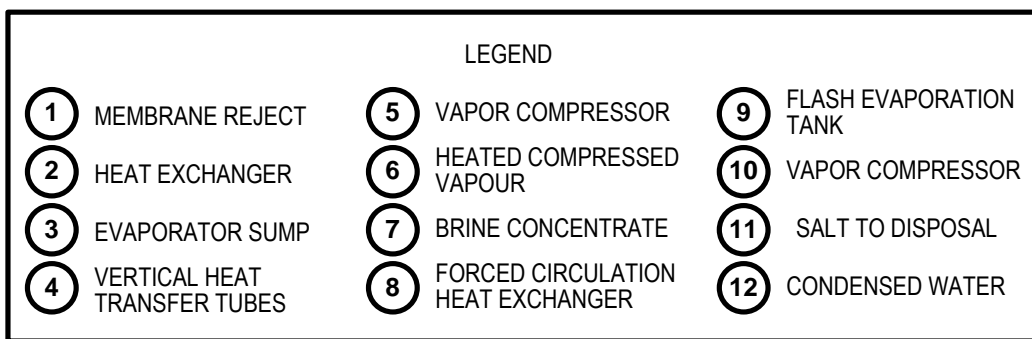 LEGEND
1 MEMBRANE REJECT
2 HEAT EXCHANGER
3 EVAPORATOR SUMP
4 VERTICAL HEAT
TRANSFER TUBES
5 VAPOR COMPRESSOR
6 HEATED COMPRESSED
VAPOUR
7 BRINE CONCENTRATE
8 FORCED CIRCULATION
HEAT EXCHANGER
9 FLASH EVAPORATION
TANK
10 VAPOR COMPRESSOR
11 SALT TO DISPOSAL
12 CONDENSED WATER